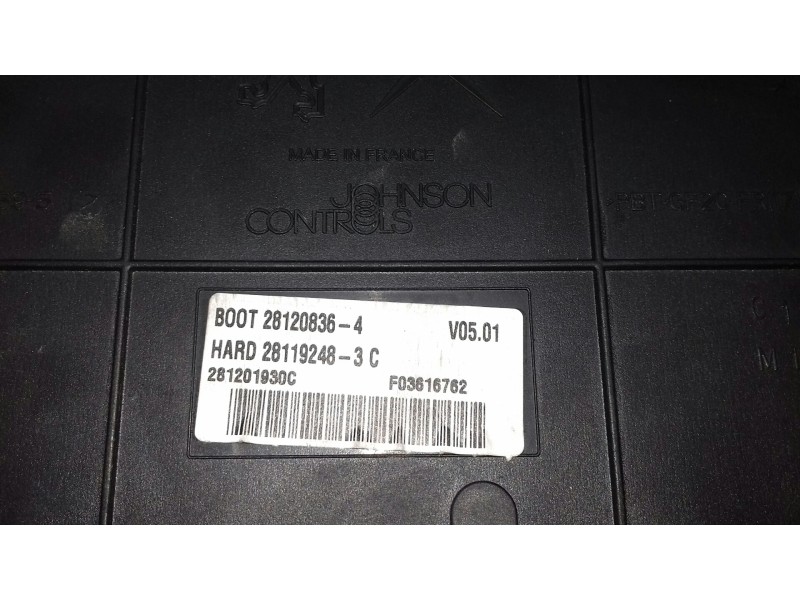 MADE IN FRANCE
JOHNSON
CONTROLS
BOOT 28120836-4 V05.01
HARD 28119248-3 C
281201930C F03616762